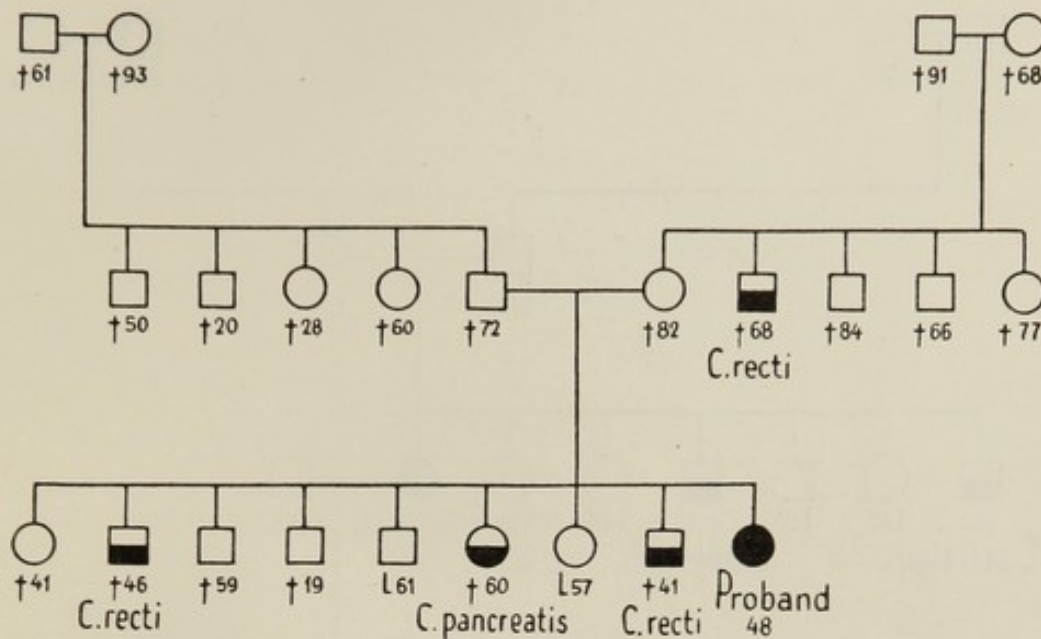 †61 †93 †91 †68
†50 †20 †28 †60 †72 †82 †68 †84 †66 †77
C.recti
†41 †46 †59 †19 L61 †60 L57 †41 Proband
C.recti C.pancreatis C.recti 48